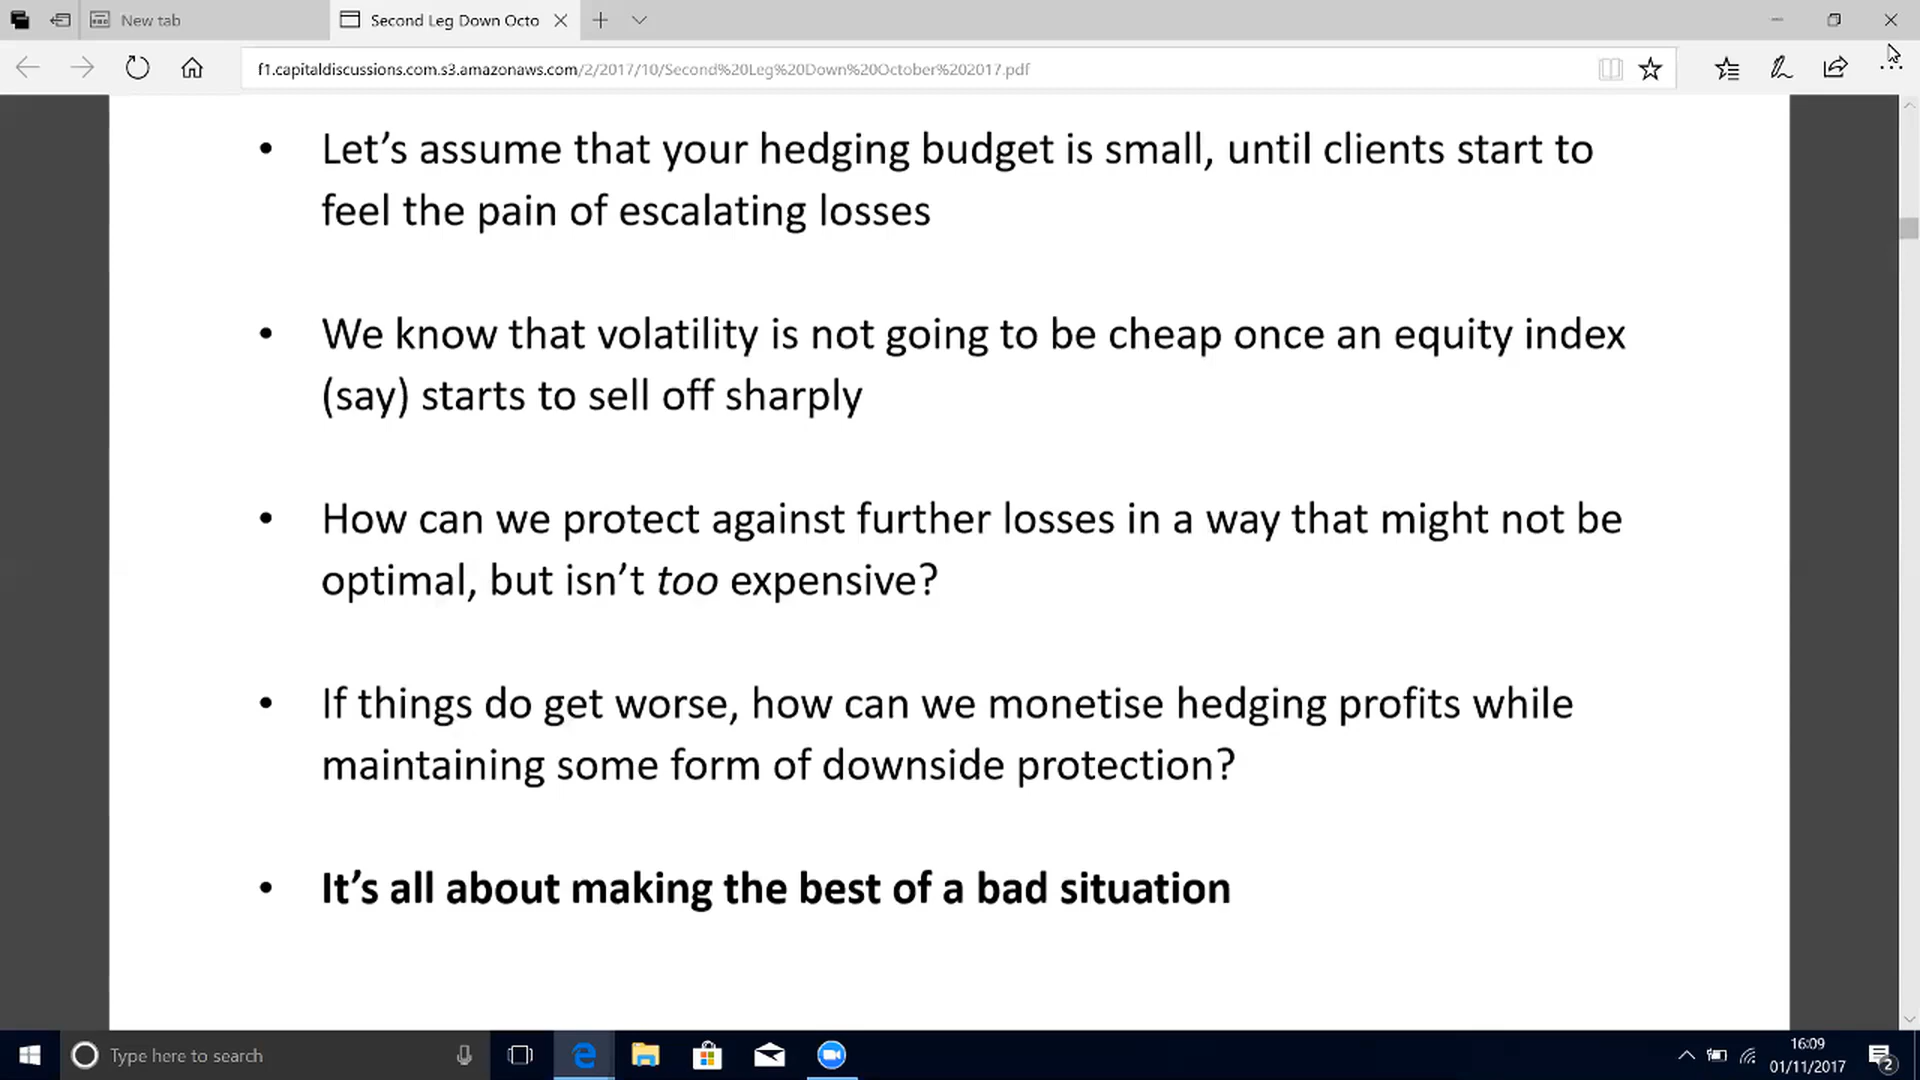 New tab
Second Leg Down Octo
f1.capitaldiscussions.com.s3.amazonaws.com/2/2017/10/Second%20Leg%20Down%20October%202017.pdf
• Let’s assume that your hedging budget is small, until clients start to
feel the pain of escalating losses
• We know that volatility is not going to be cheap once an equity index
(say) starts to sell off sharply
• How can we protect against further losses in a way that might not be
optimal, but isn’t too expensive?
• If things do get worse, how can we monetise hedging profits while
maintaining some form of downside protection?
• It’s all about making the best of a bad situation
Type here to search
16:09
01/11/2017
2